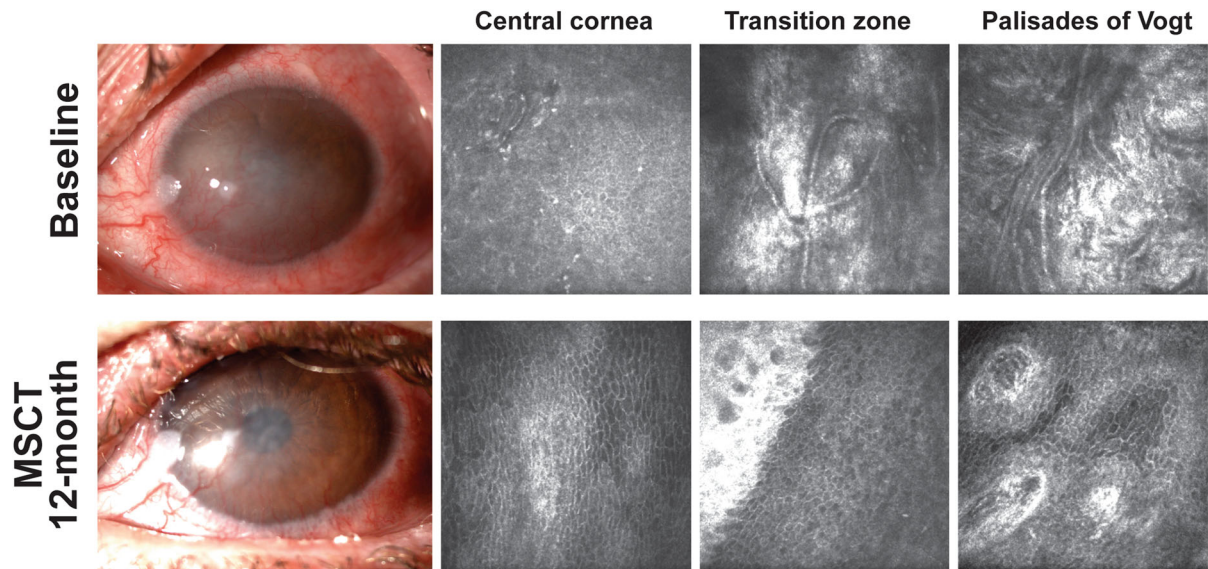 Central cornea
Transition zone
Palisades of Vogt
Baseline
MSCT
12-month